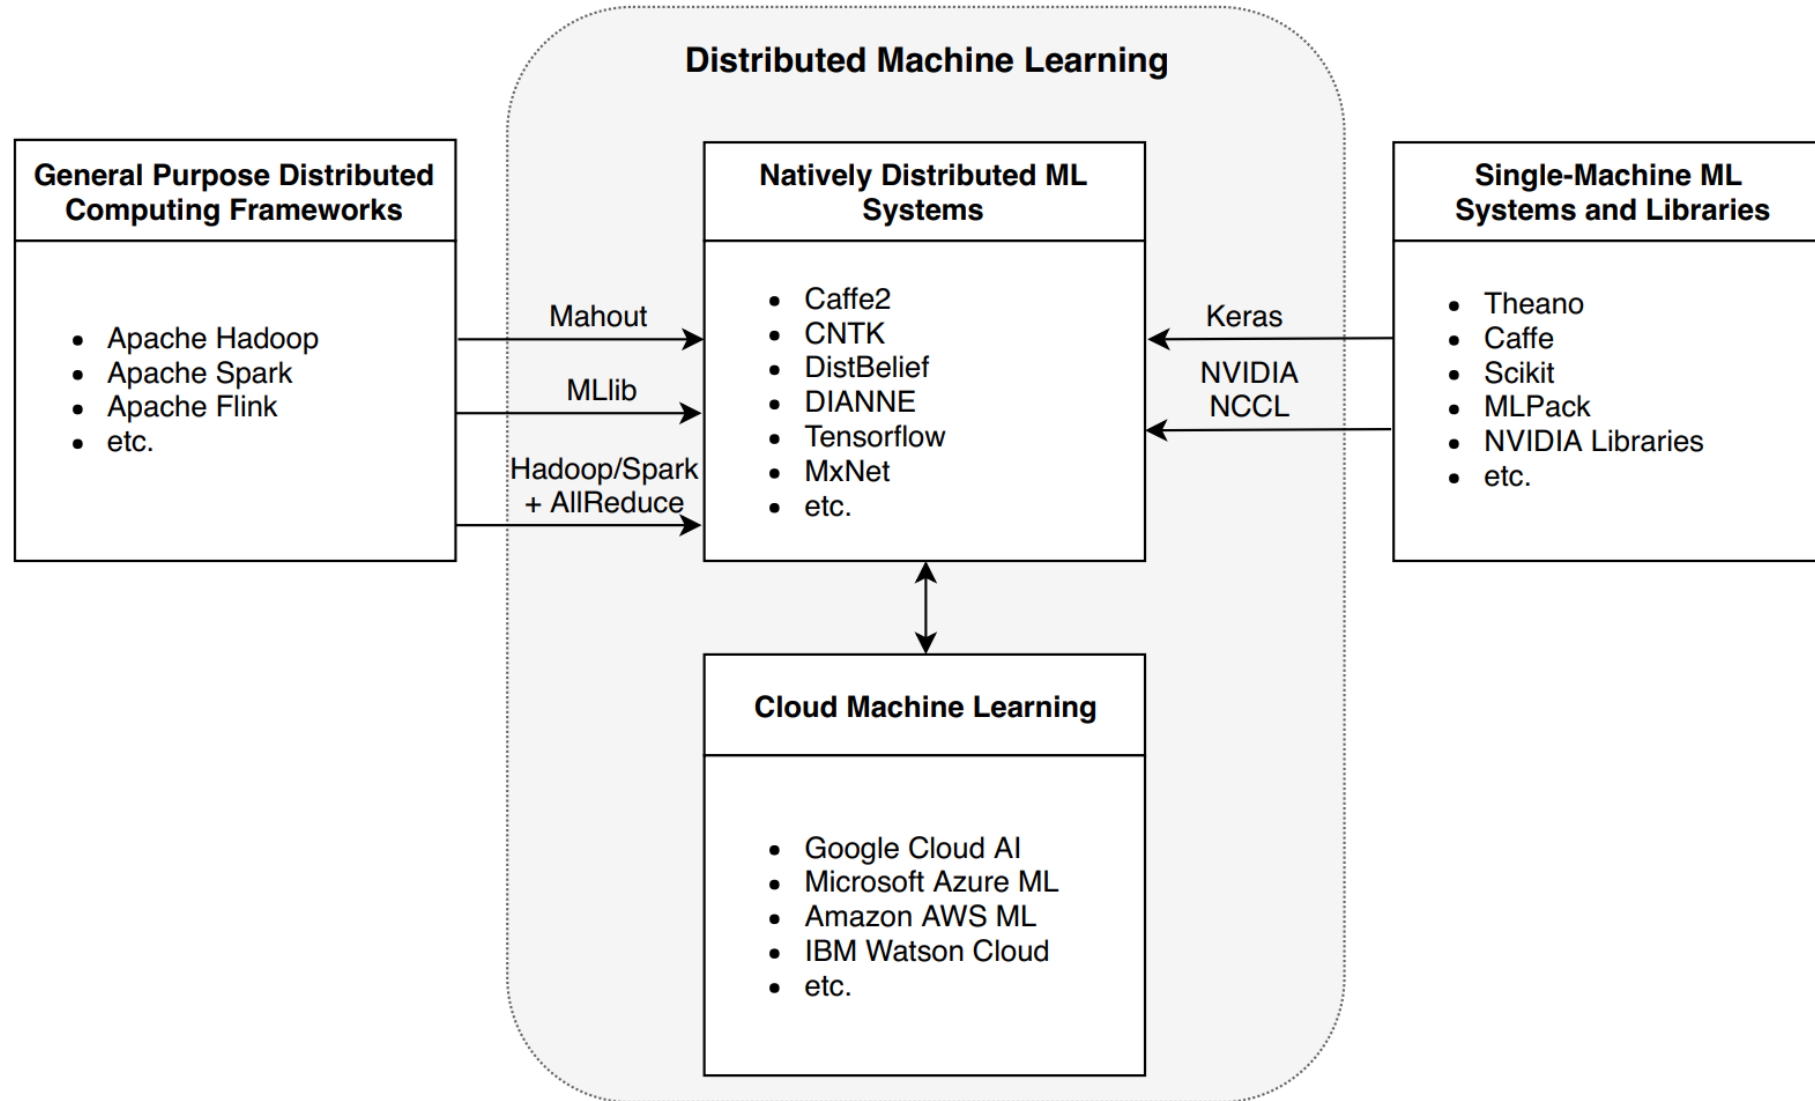 Distributed Machine Learning
General Purpose Distributed
Computing Frameworks
• Apache Hadoop
• Apache Spark
• Apache Flink
• etc.
Mahout
MLlib
Hadoop/Spark
+ AllReduce
Natively Distributed ML
Systems
• Caffe2
• CNTK
• DistBelief
• DIANNE
• Tensorflow
• MxNet
• etc.
Keras
NVIDIA
NCCL
Single-Machine ML
Systems and Libraries
• Theano
• Caffe
• Scikit
• MLPack
• NVIDIA Libraries
• etc.
Cloud Machine Learning
• Google Cloud AI
• Microsoft Azure ML
• Amazon AWS ML
• IBM Watson Cloud
• etc.